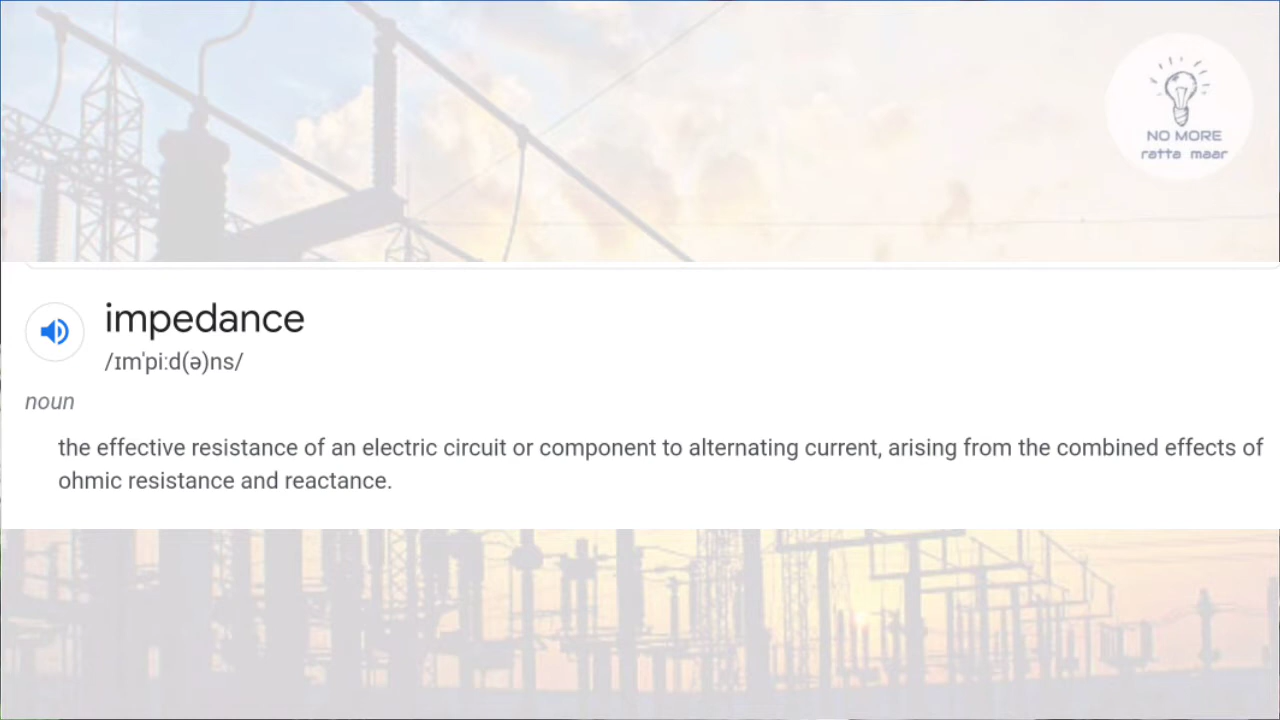 NO MORE
ratta maar
impedance
/ɪmˈpiːd(ə)ns/
noun
the effective resistance of an electric circuit or component to alternating current, arising from the combined effects of
ohmic resistance and reactance.